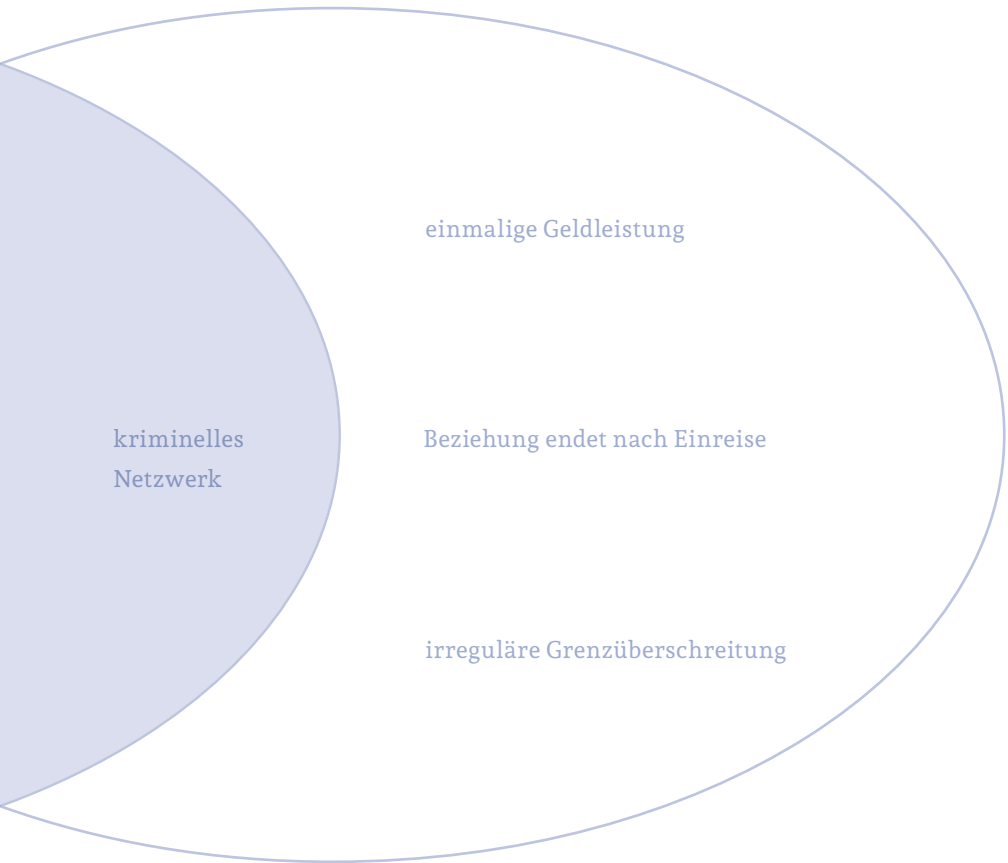 einmalige Geldleistung
kriminelles
Netzwerk
Beziehung endet nach Einreise
irreguläre Grenzüberschreitung